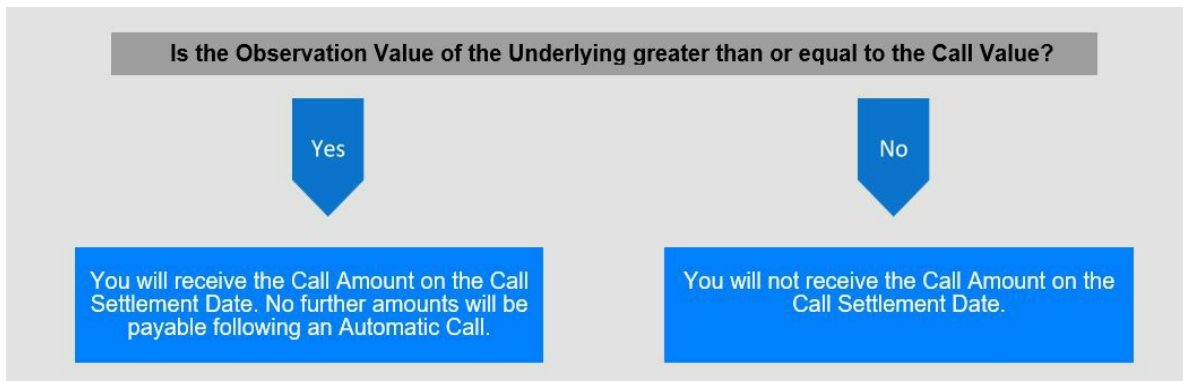 Is the Observation Value of the Underlying greater than or equal to the Call Value?
Yes
No
You will receive the Call Amount on the Call
Settlement Date. No further amounts will be
payable following an Automatic Call.
You will not receive the Call Amount on the
Call Settlement Date.